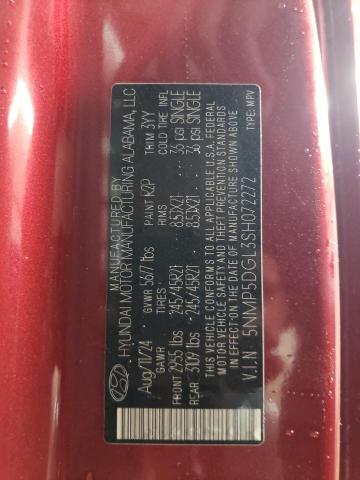 MANUFACTURED BY
HYUNDAI MOTOR MANUFACTURING ALABAMA, LLC
Aug/11/24 GVWR 5677 lbs PAINT K2P TRIM 3YY
GAWR TIRES RIMS COLD TIRE INFL
FRONT 2955 lbs 245/45R21 8.5JX21 36 psi SINGLE
REAR 3109 lbs 245/45R21 8.5JX21 36 psi SINGLE
THIS VEHICLE CONFORMS TO ALL APPLICABLE U.S.A. FEDERAL
MOTOR VEHICLE SAFETY AND THEFT PREVENTION STANDARDS
IN EFFECT ON THE DATE OF MANUFACTURE SHOWN ABOVE.
V.I.N. 5NMP5DGL3SH072272 TYPE: MPV